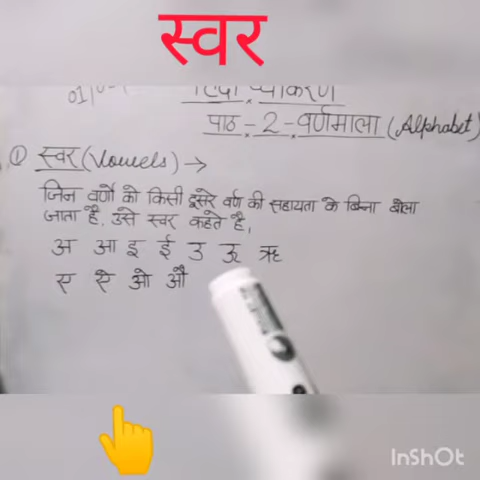 स्वर
हिंदी व्याकरण
पाठ - 2 - वर्णमाला (Alphabet)
① स्वर (Vowels) →
जिन वर्णो को किसी दूसरे वर्ण की सहायता के बिना बोला
जाता है, उसे स्वर कहते है,
अ आ इ ई उ ऊ ऋ
ए ऐ ओ औ
InShOt